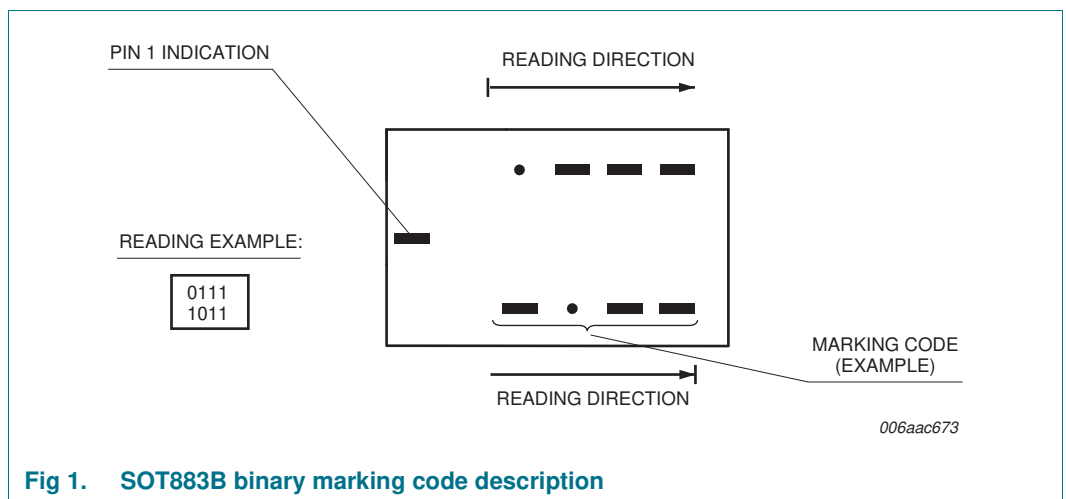 PIN 1 INDICATION
READING DIRECTION
READING EXAMPLE:
0111
1011
MARKING CODE
(EXAMPLE)
READING DIRECTION
006aac673
Fig 1. SOT883B binary marking code description